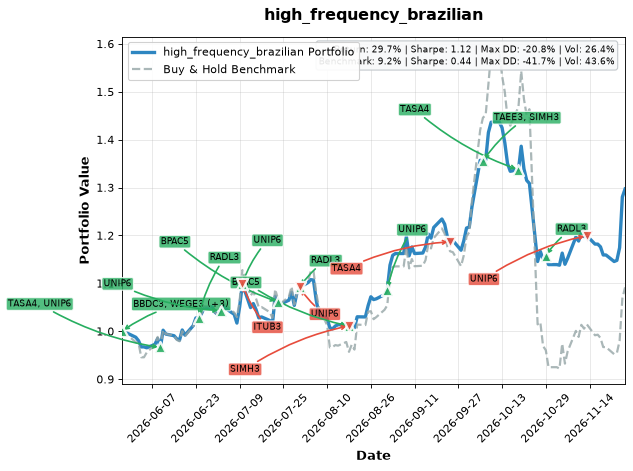 high_frequency_brazilian
high_frequency_brazilian Portfolio
Buy & Hold Benchmark
29.7% | Sharpe: 1.12 | Max DD: -20.8% | Vol: 26.4%
9.2% | Sharpe: 0.44 | Max DD: -41.7% | Vol: 43.6%
Portfolio Value
1.6
1.5
1.4
1.3
1.2
1.1
1.0
0.9
TASA4
TAEE3, SIMH3
BPAC5
UNIP6
RADL3
UNIP6
RADL3
RADL3
TASA4
UNIP6
UNIP6
TASA4, UNIP6
BBDC3, WEGE3 (+3)
UNIP6
ITUB3
SIMH3
2026-06-07
2026-06-23
2026-07-09
2026-07-25
2026-08-10
2026-08-26
2026-09-11
2026-09-27
2026-10-13
2026-10-29
2026-11-14
Date